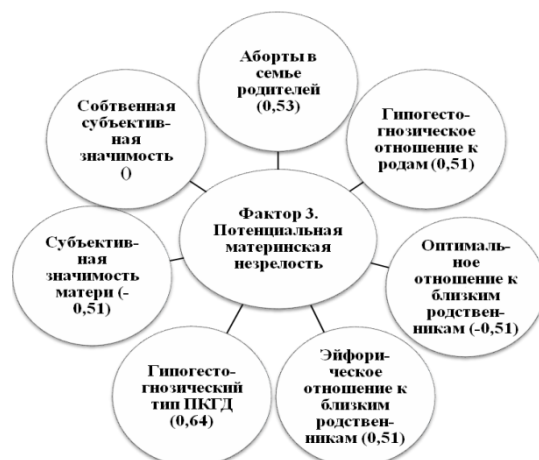 Аборты в
семье
родителей
(0,53)
Гипогесто-
гнозическое
отношение к
родам (0,51)
Оптималь-
ное
отношение к
близким
родствен-
никам (-0,51)
Эйфори-
ческое
отношение к
близким
родствен-
никам (0,51)
Гипогесто-
гнозический
тип ПКГД
(0,64)
Субъектив-
ная
значимость
матери (-
0,51)
Собтвенная
субъектив-
ная
значимость
()
Фактор 3.
Потенциальная
материнская
незрелость